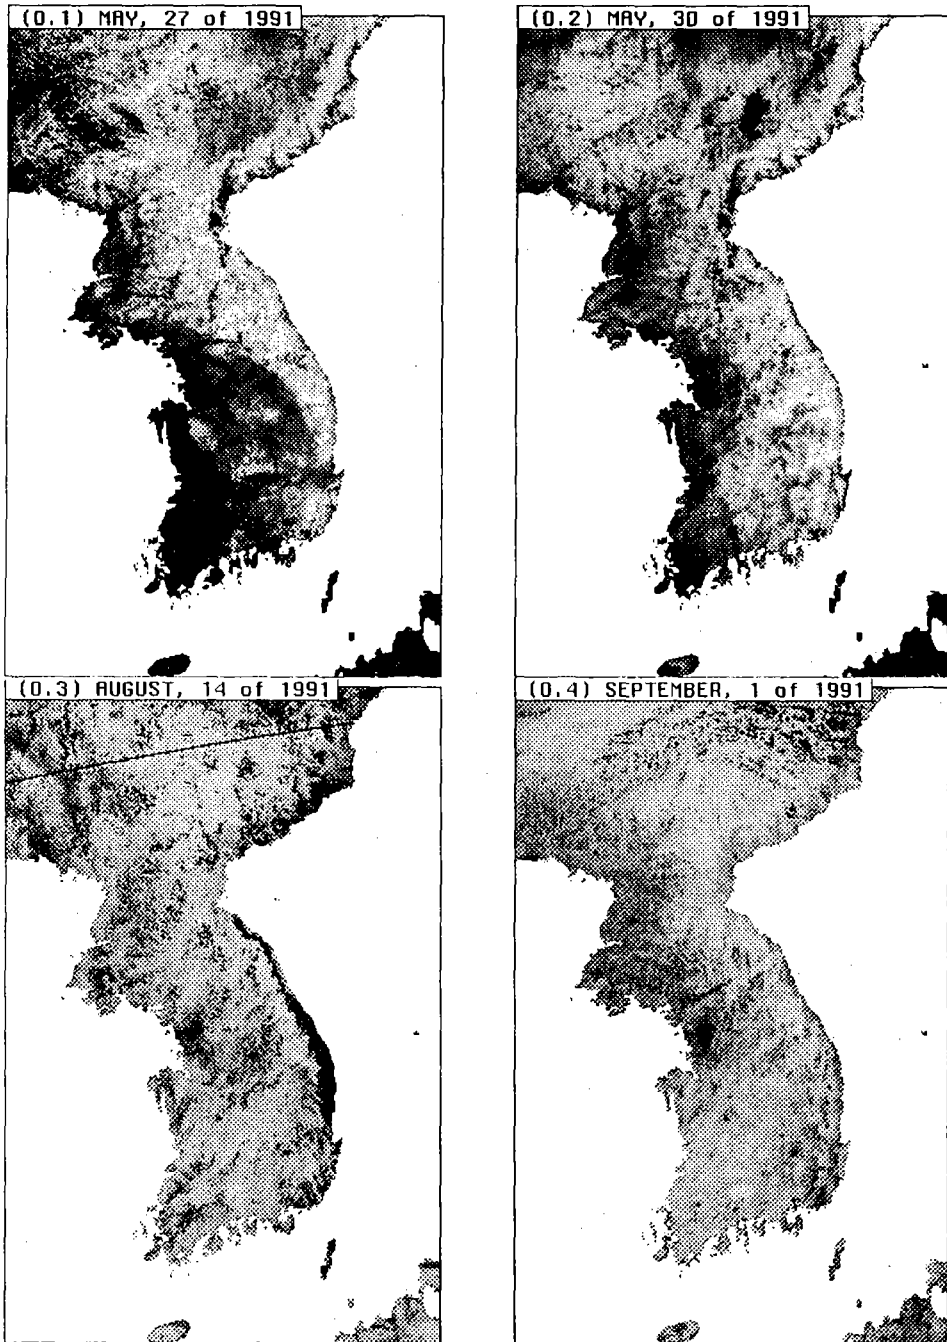 (0.1) MAY, 27 of 1991
(0.2) MAY, 30 of 1991
(0.3) AUGUST, 14 of 1991
(0.4) SEPTEMBER, 1 of 1991